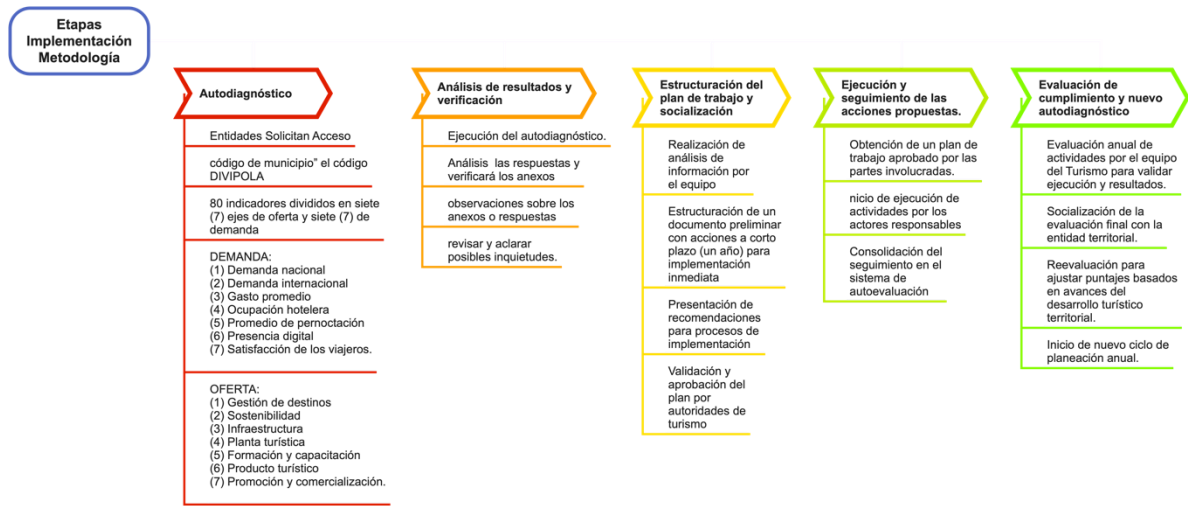 Etapas
Implementación
Metodología
Autodiagnóstico
Entidades Solicitan Acceso
código de municipio” el código
DIVIPOLA
80 indicadores divididos en siete
(7) ejes de oferta y siete (7) de
demanda
DEMANDA:
(1) Demanda nacional
(2) Demanda internacional
(3) Gasto promedio
(4) Ocupación hotelera
(5) Promedio de pernoctación
(6) Presencia digital
(7) Satisfacción de los viajeros.
OFERTA:
(1) Gestión de destinos
(2) Sostenibilidad
(3) Infraestructura
(4) Planta turística
(5) Formación y capacitación
(6) Producto turístico
(7) Promoción y comercialización.
Análisis de resultados y
verificación
Ejecución del autodiagnóstico.
Análisis las respuestas y
verificará los anexos
observaciones sobre los
anexos o respuestas
revisar y aclarar
posibles inquietudes.
Estructuración del
plan de trabajo y
socialización
Realización de
análisis de
información por
el equipo
Estructuración de un
documento preliminar
con acciones a corto
plazo (un año) para
implementación
inmediata
Presentación de
recomendaciones
para procesos de
implementación
Validación y
aprobación del
plan por
autoridades de
turismo
Ejecución y
seguimiento de las
acciones propuestas.
Obtención de un plan de
trabajo aprobado por las
partes involucradas.
nicio de ejecución de
actividades por los
actores responsables
Consolidación del
seguimiento en el
sistema de
autoevaluación
Evaluación de
cumplimiento y nuevo
autodiagnóstico
Evaluación anual de
actividades por el equipo
del Turismo para validar
ejecución y resultados.
Socialización de la
evaluación final con la
entidad territorial.
Reevaluación para
ajustar puntajes basados
en avances del
desarrollo turístico
territorial.
Inicio de nuevo ciclo de
planeación anual.